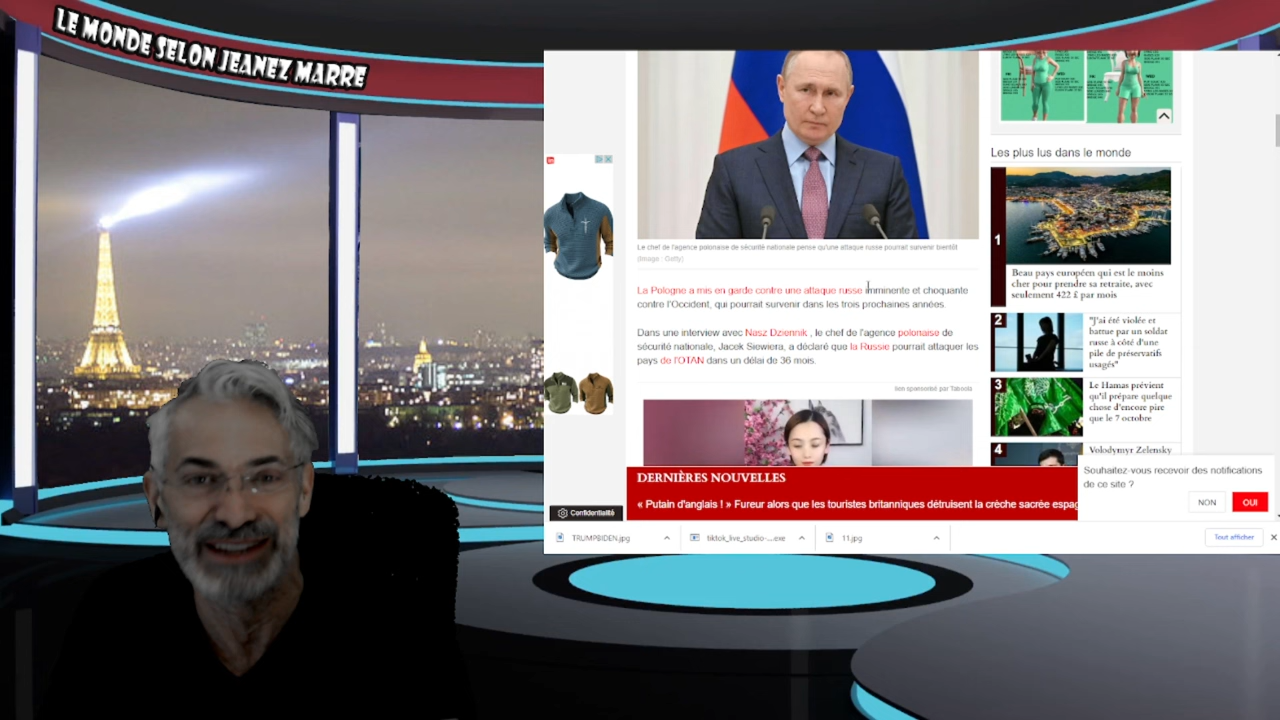 LE MONDE SELON JEANEZ MARRE
Le chef de l'agence polonaise de sécurité nationale pense qu'une attaque russe pourrait survenir bientôt
(Image : Getty)
La Pologne a mis en garde contre une attaque russe imminente et choquante
contre l'Occident, qui pourrait survenir dans les trois prochaines années.
Dans une interview avec Nasz Dziennik , le chef de l'agence polonaise de
sécurité nationale, Jacek Siewiera, a déclaré que la Russie pourrait attaquer les
pays de l'OTAN dans un délai de 36 mois.
lien sponsorisé par Taboola
Les plus lus dans le monde
1
Beau pays européen qui est le moins
cher pour prendre sa retraite, avec
seulement 422 £ par mois
2
"J'ai été violée et
battue par un soldat
russe à côté d'une
pile de préservatifs
usagés"
3
Le Hamas prévient
qu'il prépare quelque
chose d'encore pire
que le 7 octobre
4
Volodymyr Zelensky
DERNIÈRES NOUVELLES
« Putain d'anglais ! » Fureur alors que les touristes britanniques détruisent la crèche sacrée espag
Souhaitez-vous recevoir des notifications
de ce site ?
NON
OUI
Confidentialité
TRUMPBIDEN.jpg
tiktok_live_studio-....exe
11.jpg
Tout afficher